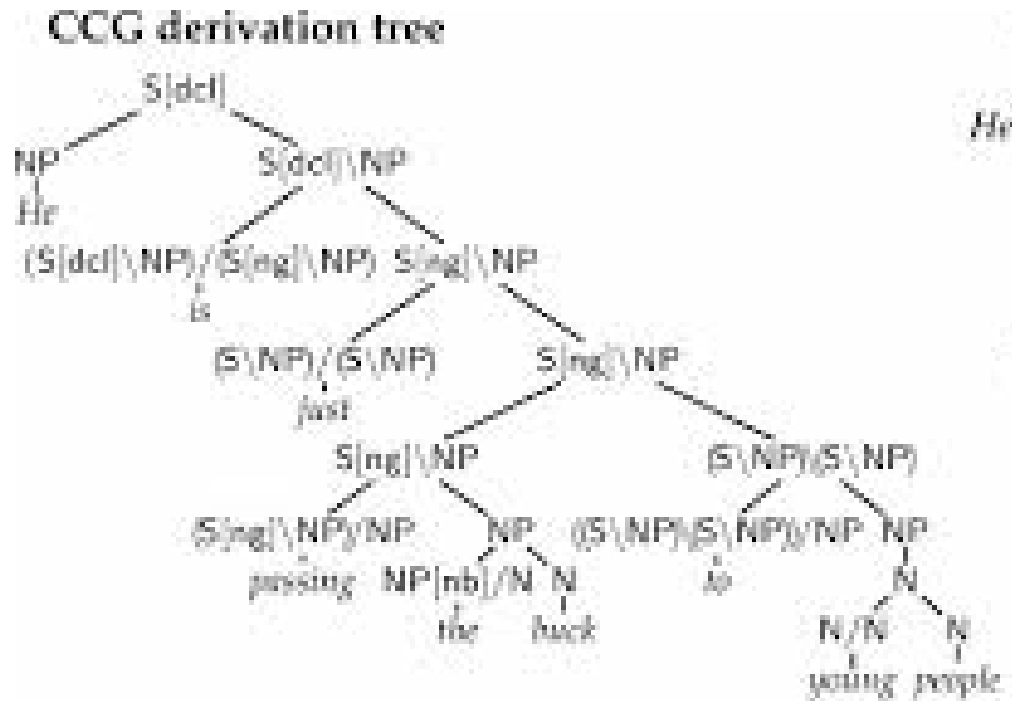 CCG derivation tree
S[dcl]
He
NP S[dcl]\NP
He
(S[dcl]\NP)/(S[ng]\NP) S[ng]\NP
is
(S\NP)/(S\NP) S[ng]\NP
just
S[ng]\NP (S\NP)\(S\NP)
(S[ng]\NP)/NP NP ((S\NP)\(S\NP))/NP NP
passing NP[nb]/N N to N
the buck N/N N
young people